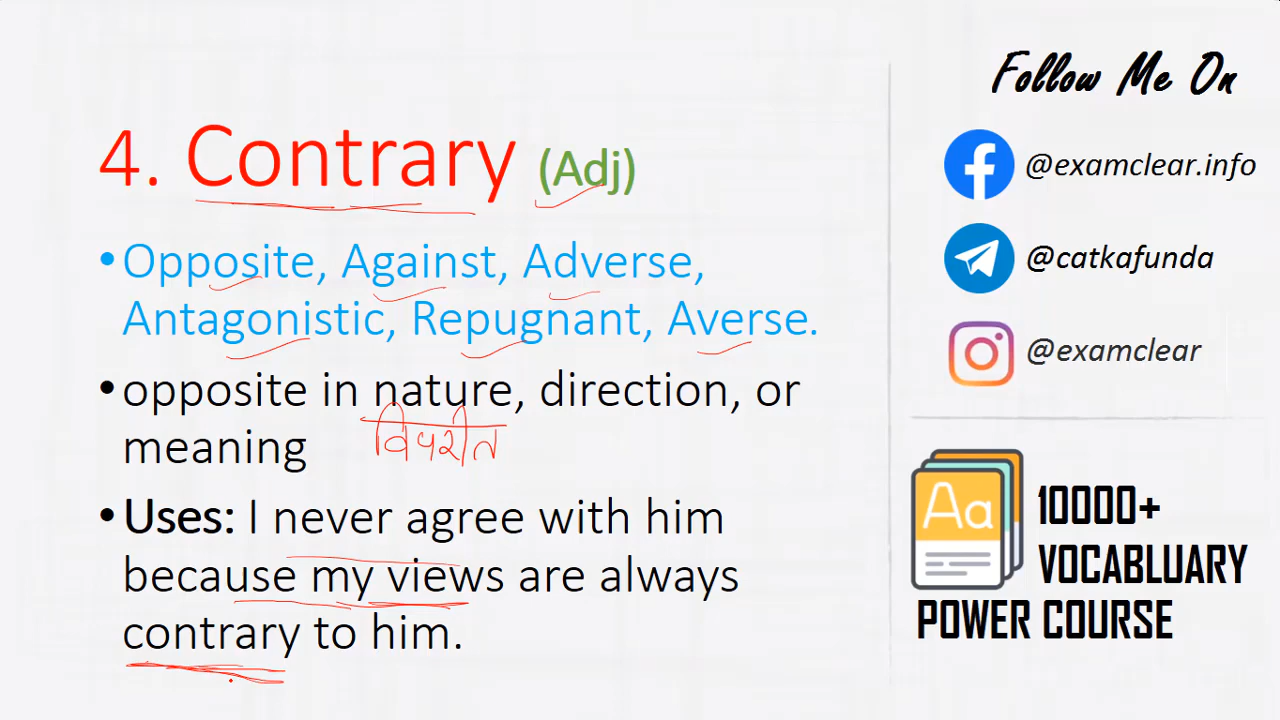 4. Contrary (Adj)
•Opposite, Against, Adverse,
Antagonistic, Repugnant, Averse.
•opposite in nature, direction, or
meaning
विपरीत
•Uses: I never agree with him
because my views are always
contrary to him.
Follow Me On
@examclear.info
@catkafunda
@examclear
Aa
10000+
VOCABLUARY
POWER COURSE